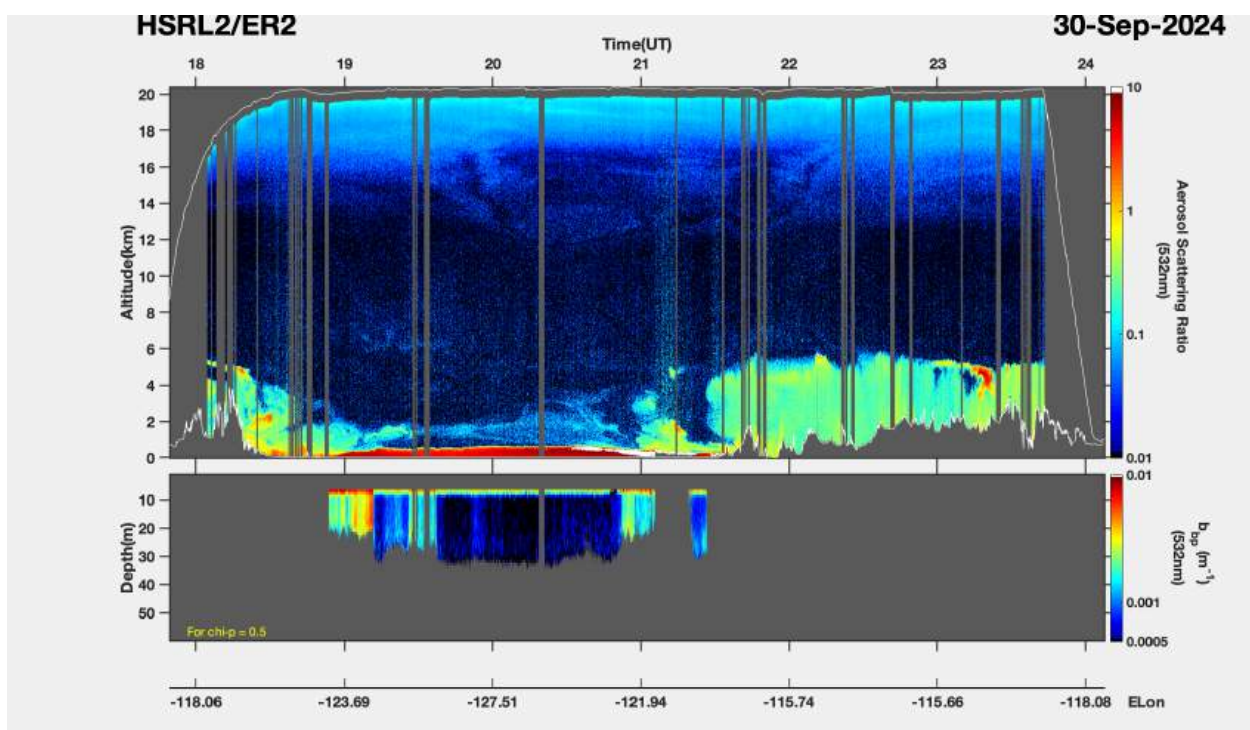 HSRL2/ER2 30-Sep-2024
Time(UT)
18 19 20 21 22 23 24
Altitude(km)
20
18
16
14
12
10
8
6
4
2
0
10
1
0.1
0.01
Aerosol Scattering Ratio
(532nm)
Depth(m)
10
20
30
40
50
For chi-p = 0.5
0.01
0.001
0.0005
b bp (m-1)
(532nm)
-118.06 -123.69 -127.51 -121.94 -115.74 -115.66 -118.08 ELon